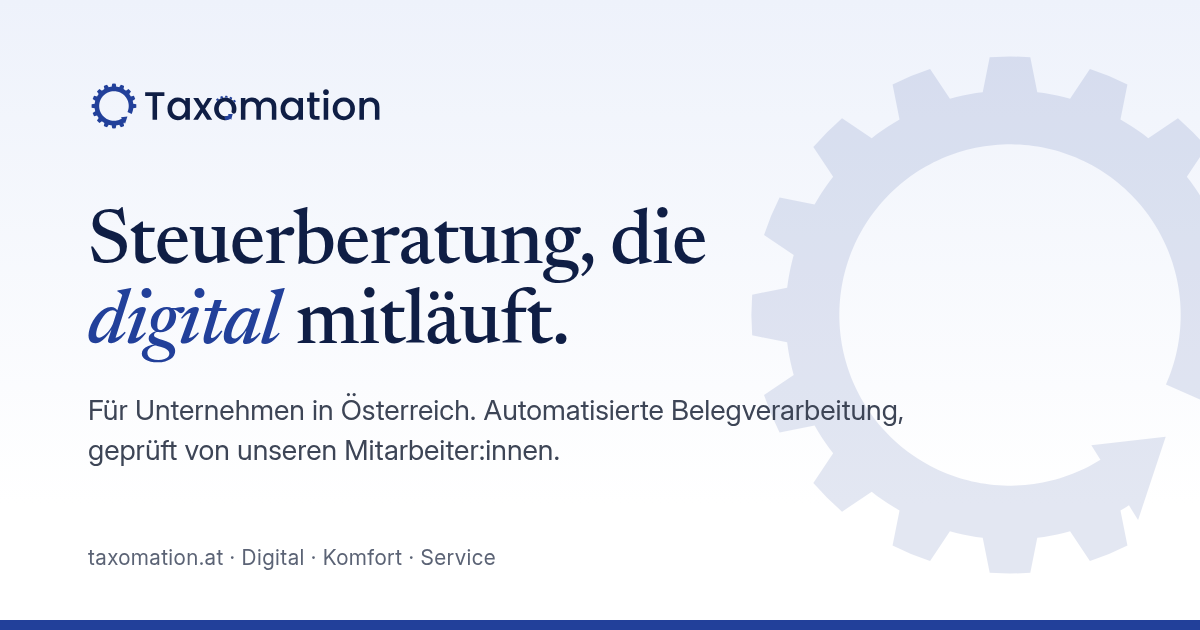 Taxomation
Steuerberatung, die
digital mitläuft.
Für Unternehmen in Österreich. Automatisierte Belegverarbeitung,
geprüft von unseren Mitarbeiter:innen.
taxomation.at · Digital · Komfort · Service